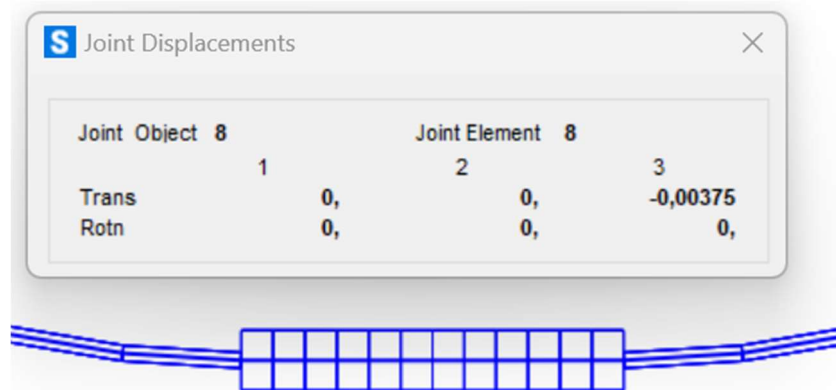 S Joint Displacements
Joint Object 8 Joint Element 8
1 2 3
Trans 0, 0, -0,00375
Rotn 0, 0, 0,